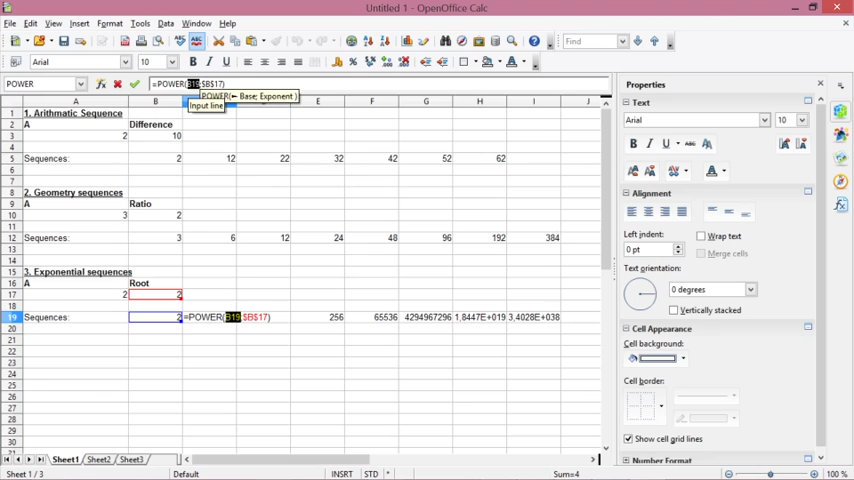 Untitled 1 - OpenOffice Calc
File Edit View Insert Format Tools Data Window Help
Find
Arial 10
POWER =POWER(B19;$B$17)
POWER( Base; Exponent )
Input line
A B E F G H I J
1 1. Arithmatic Sequence
2 A Difference
3 2 10
4
5 Sequences: 2 12 22 32 42 52 62
6
7
8 2. Geometry sequences
9 A Ratio
10 3 2
11
12 Sequences: 3 6 12 24 48 96 192 384
13
14
15 3. Exponential sequences
16 A Root
17 2 2
18
19 Sequences: 2 =POWER(B19;$B$17) 256 65536 4294967296 1,8447E+019 3,4028E+038
20
21
22
23
24
25
26
27
28
29
30
31
Sheet1 Sheet2 Sheet3
Sheet 1 / 3 Default INSRT STD * Sum=4 100 %
Properties
Text
Arial 10
Alignment
Left indent: Wrap text
0 pt Merge cells
Text orientation:
0 degrees
Vertically stacked
Cell Appearance
Cell background:
Cell border:
Show cell grid lines
Number Format